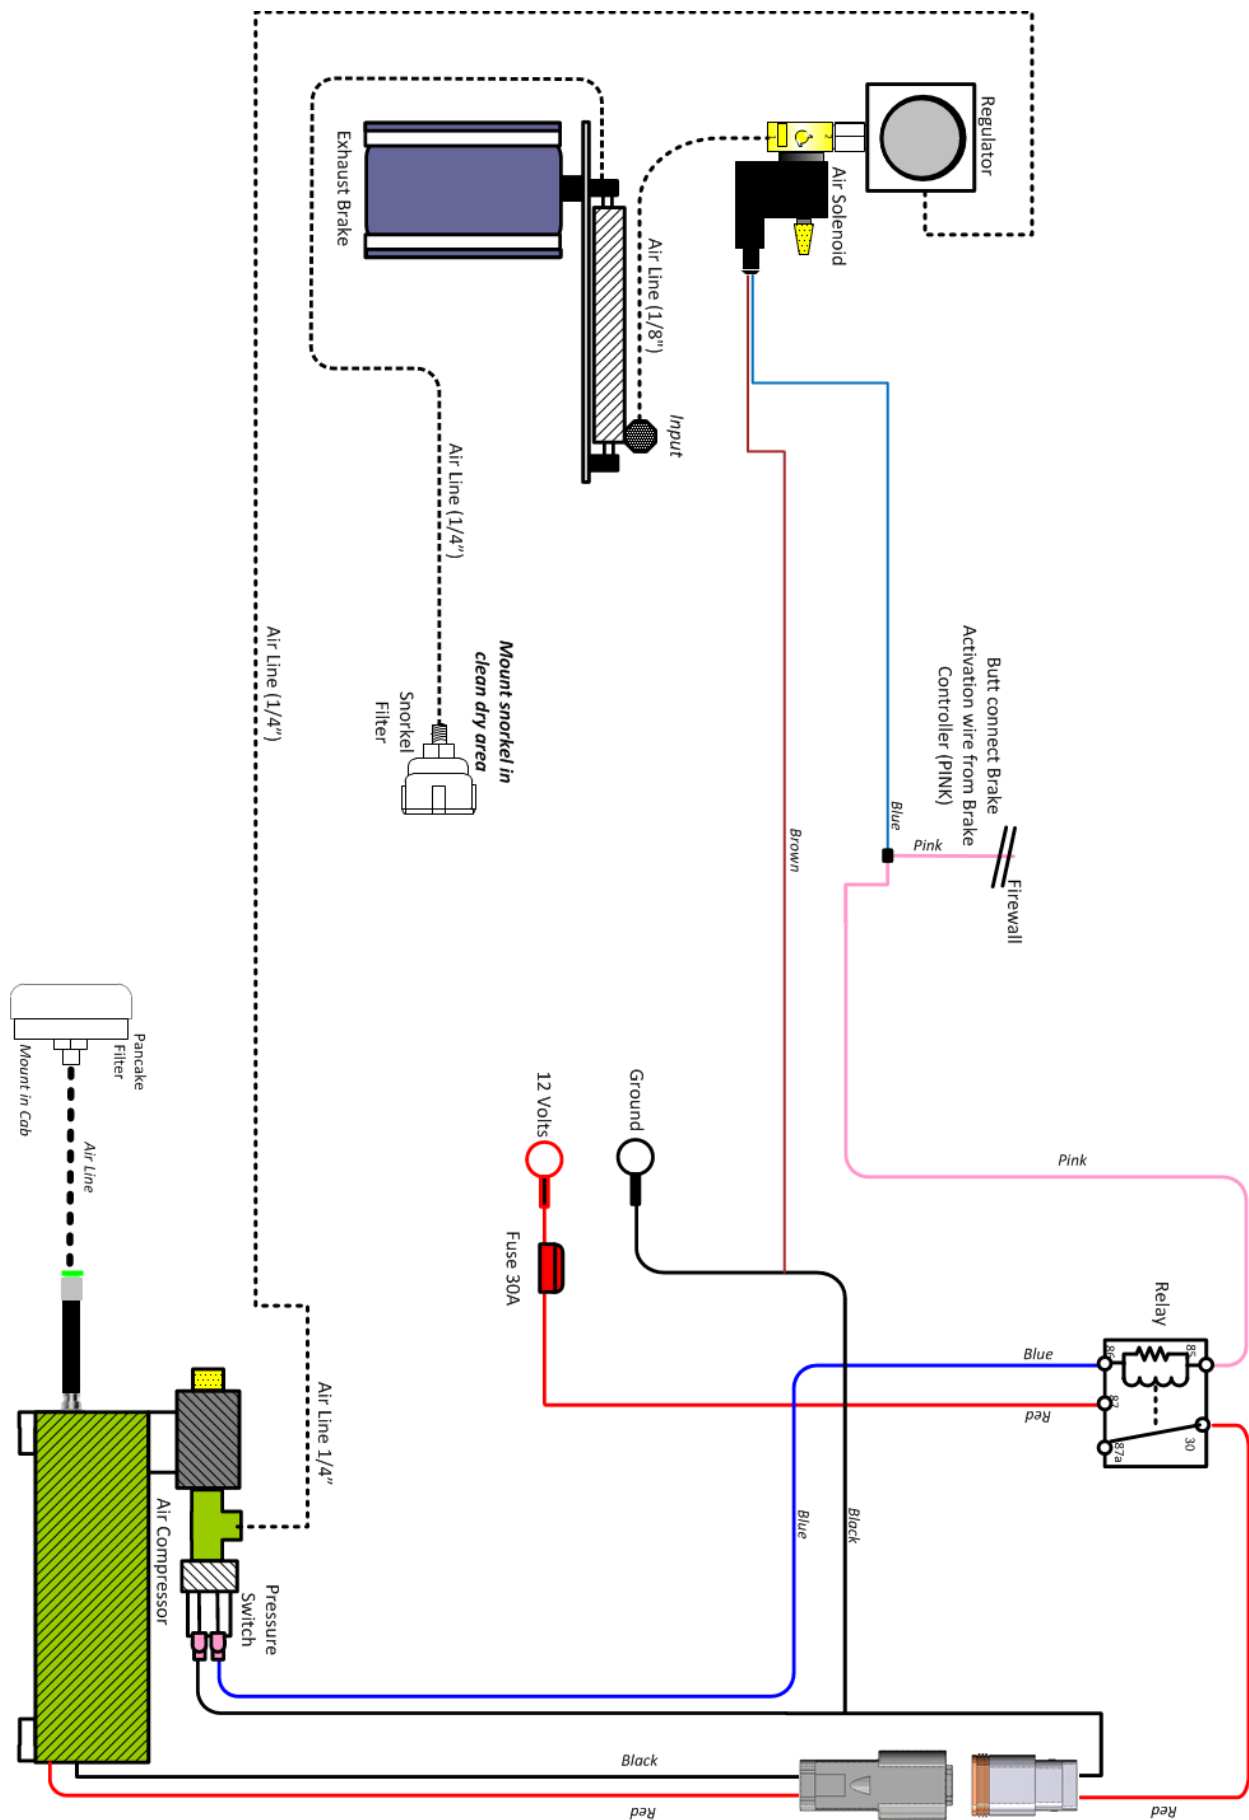 Regulator
Air Solenoid
Exhaust Brake
Air Line (1/8")
Input
Air Line (1/4")
Mount snorkel in
clean dry area
Snorkel
Filter
Air Line (1/4")
Butt connect Brake
Activation wire from Brake
Controller (PINK)
Blue
Pink
Firewall
Brown
Pancake
Filter
Mount in Cab
Air Line
12 Volts
Ground
Fuse 30A
Pink
Relay
86
85
87
30
87a
Blue
Red
Air Line 1/4"
Blue
Black
Air Compressor
Pressure
Switch
Black
Red
Red
1
2